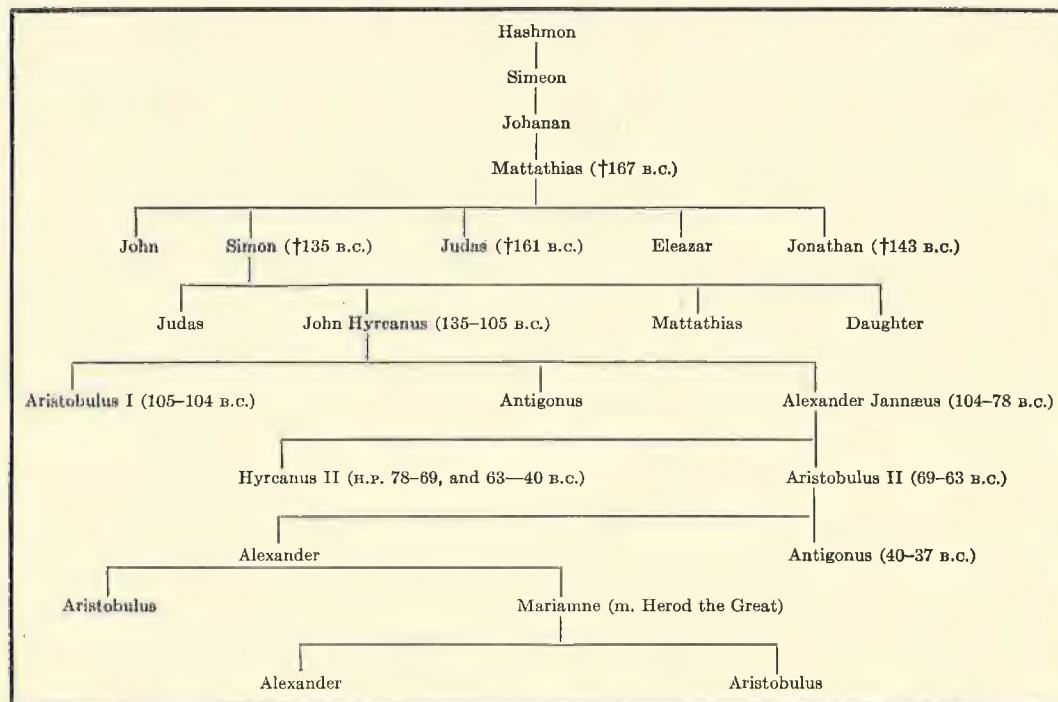 Hashmon
Simeon
Johanan
Mattathias (†167 B.C.)
John Simon (†135 B.C.) Judas (†161 B.C.) Eleazar Jonathan (†143 B.C.)
Judas John Hyrcanus (135–105 B.C.) Mattathias Daughter
Aristobulus I (105–104 B.C.) Antigonus Alexander Jannæus (104–78 B.C.)
Hyrcanus II (H.P. 78–69, and 63—40 B.C.) Aristobulus II (69–63 B.C.)
Alexander Antigonus (40–37 B.C.)
Aristobulus Mariamne (m. Herod the Great)
Alexander Aristobulus